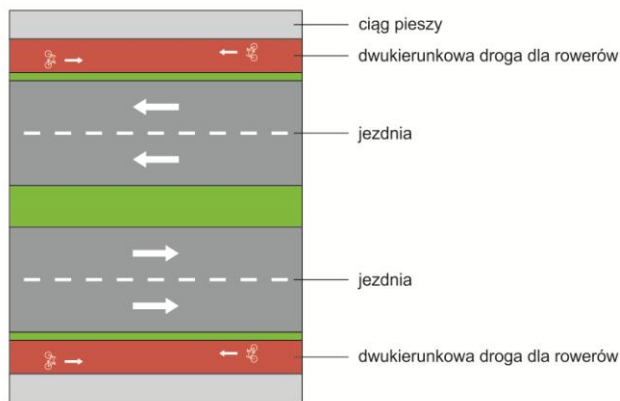 ciąg pieszy
dwukierunkowa droga dla rowerów
jezdnia
jezdnia
dwukierunkowa droga dla rowerów